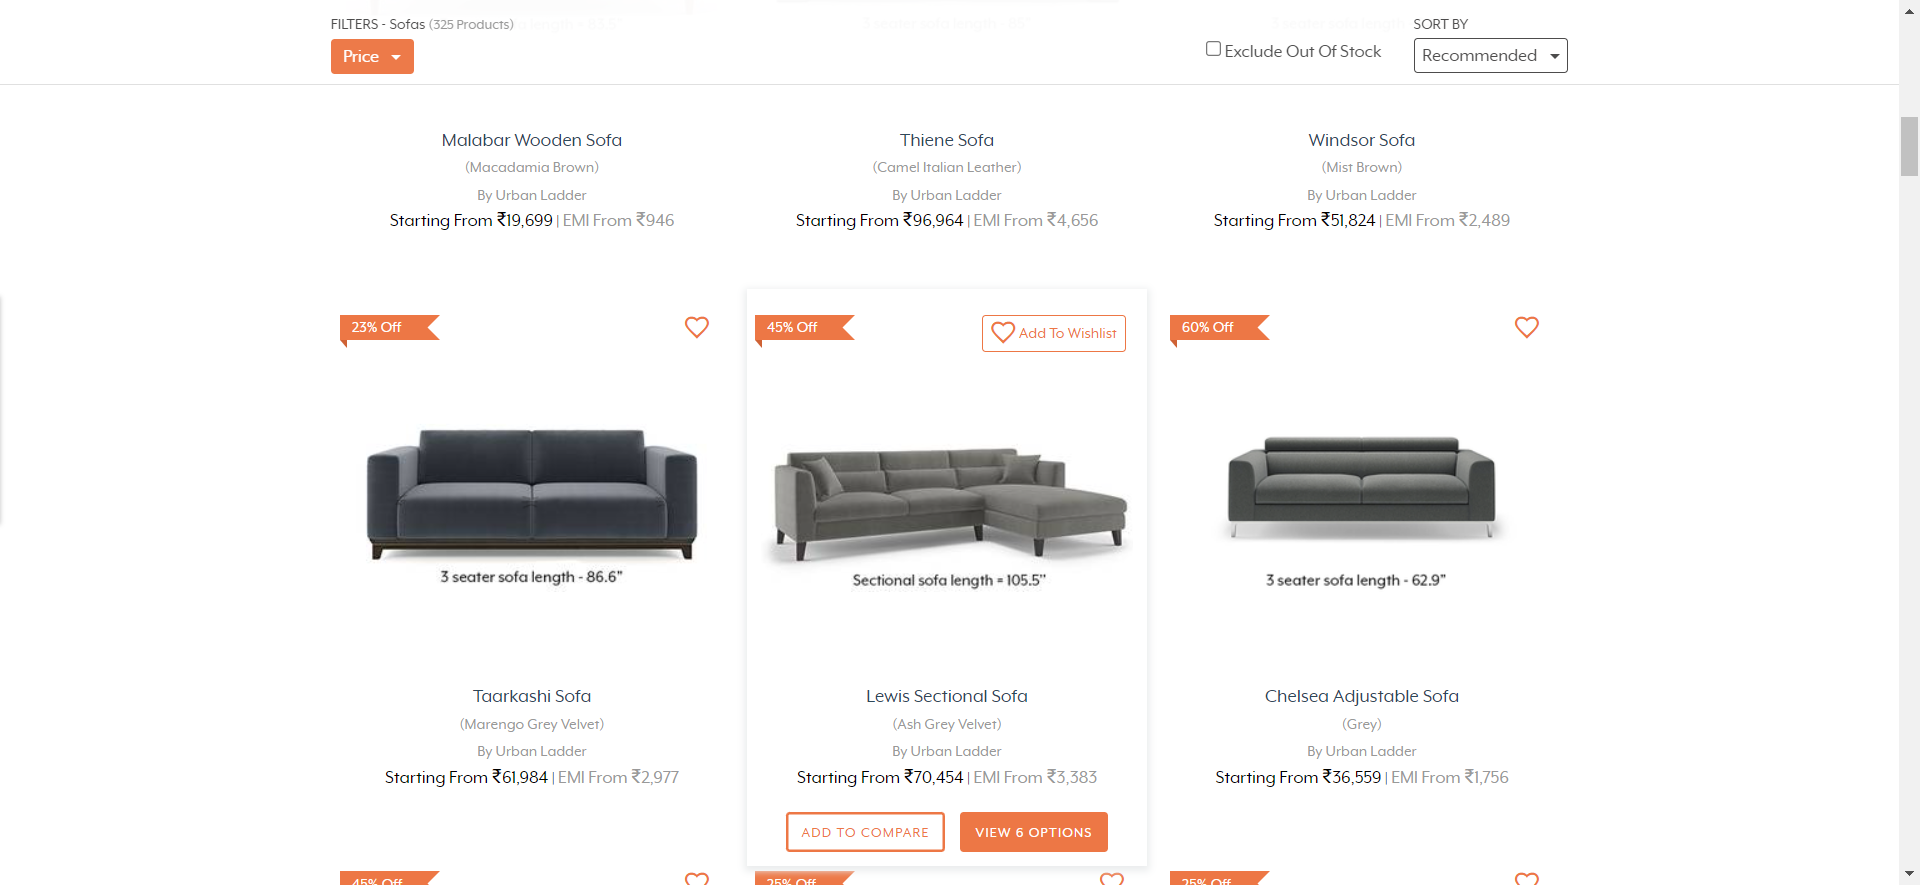 FILTERS - Sofas (325 Products)
Price
Exclude Out Of Stock
SORT BY
Recommended
Malabar Wooden Sofa
(Macadamia Brown)
By Urban Ladder
Starting From ₹19,699 | EMI From ₹946
Thiene Sofa
(Camel Italian Leather)
By Urban Ladder
Starting From ₹96,964 | EMI From ₹4,656
Windsor Sofa
(Mist Brown)
By Urban Ladder
Starting From ₹51,824 | EMI From ₹2,489
23% Off
3 seater sofa length - 86.6"
Taarkashi Sofa
(Marengo Grey Velvet)
By Urban Ladder
Starting From ₹61,984 | EMI From ₹2,977
45% Off
Add To Wishlist
Sectional sofa length = 105.5"
Lewis Sectional Sofa
(Ash Grey Velvet)
By Urban Ladder
Starting From ₹70,454 | EMI From ₹3,383
ADD TO COMPARE
VIEW 6 OPTIONS
60% Off
3 seater sofa length - 62.9"
Chelsea Adjustable Sofa
(Grey)
By Urban Ladder
Starting From ₹36,559 | EMI From ₹1,756
45% Off
25% Off
25% Off